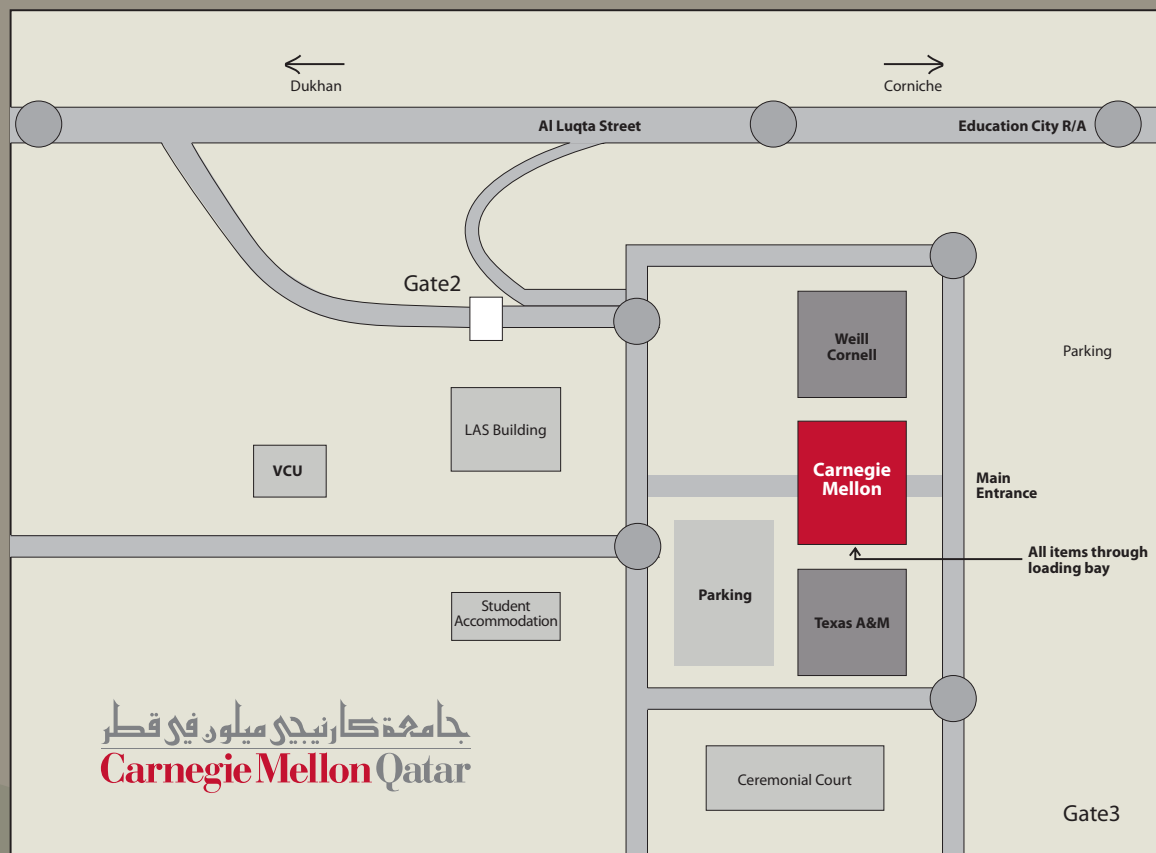 Dukhan
Corniche
Al Luqta Street
Education City R/A
Gate2
Weill
Cornell
Parking
LAS Building
VCU
Carnegie
Mellon
Main
Entrance
All items through
loading bay
Parking
Student
Accommodation
Texas A&M
جامعة كارنيجي ميلون في قطر
Carnegie Mellon Qatar
Ceremonial Court
Gate3